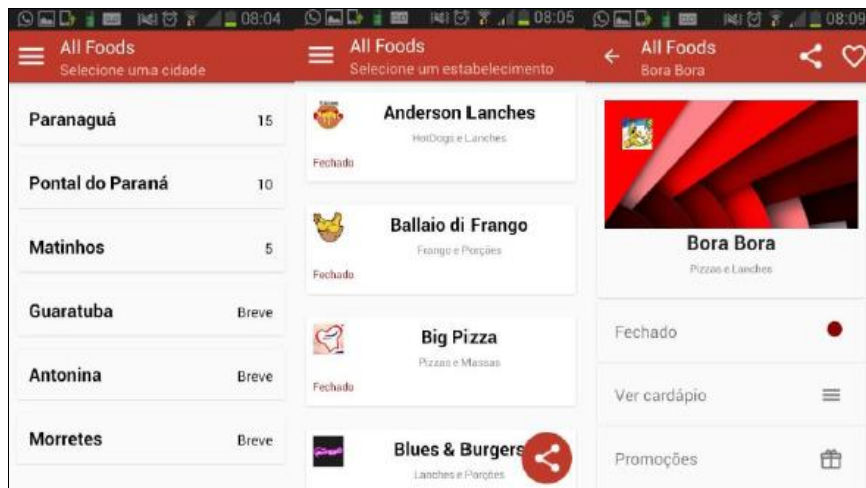 08:04
All Foods
Selecione uma cidade
Paranaguá 15
Pontal do Paraná 10
Matinhos 5
Guaratuba Breve
Antonina Breve
Morretes Breve
08:05
All Foods
Selecione um estabelecimento
Anderson Lanches
HotDogs e Lanches
Fechado
Ballaio di Frango
Frango e Porções
Fechado
Big Pizza
Pizzas e Massas
Fechado
Blues & Burgers
Lanches e Porções
08:09
All Foods
Bora Bora
Bora Bora
Pizzas e Lanches
Fechado
Ver cardápio
Promoções